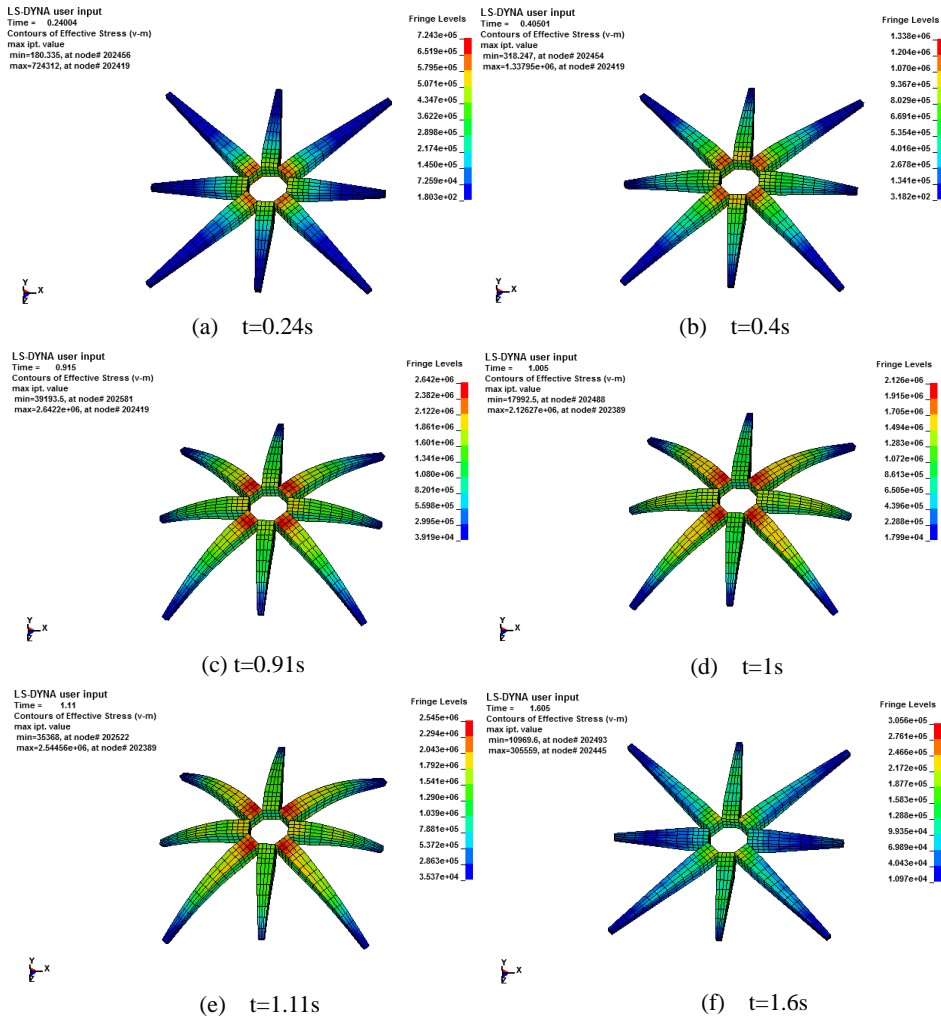 LS-DYNA user input
Time = 0.24004
Contours of Effective Stress (v-m)
max ipt. value
min=180.335, at node# 202456
max=724312, at node# 202419
Fringe Levels
7.243e+05
6.519e+05
5.795e+05
5.071e+05
4.347e+05
3.622e+05
2.898e+05
2.174e+05
1.450e+05
7.259e+04
1.803e+02
Y
X
Z
(a) t=0.24s
LS-DYNA user input
Time = 0.40501
Contours of Effective Stress (v-m)
max ipt. value
min=318.247, at node# 202454
max=1.33795e+06, at node# 202419
Fringe Levels
1.338e+06
1.204e+06
1.070e+06
9.367e+05
8.029e+05
6.691e+05
5.354e+05
4.016e+05
2.678e+05
1.341e+05
3.182e+02
Y
X
Z
(b) t=0.4s
LS-DYNA user input
Time = 0.915
Contours of Effective Stress (v-m)
max ipt. value
min=39193.5, at node# 202581
max=2.6422e+06, at node# 202419
Fringe Levels
2.642e+06
2.382e+06
2.122e+06
1.861e+06
1.601e+06
1.341e+06
1.080e+06
8.201e+05
5.598e+05
2.995e+05
3.919e+04
Y
X
Z
(c) t=0.91s
LS-DYNA user input
Time = 1.005
Contours of Effective Stress (v-m)
max ipt. value
min=17992.5, at node# 202488
max=2.12627e+06, at node# 202389
Fringe Levels
2.126e+06
1.915e+06
1.705e+06
1.494e+06
1.283e+06
1.072e+06
8.613e+05
6.505e+05
4.396e+05
2.288e+05
1.799e+04
Y
X
Z
(d) t=1s
LS-DYNA user input
Time = 1.11
Contours of Effective Stress (v-m)
max ipt. value
min=35368, at node# 202522
max=2.54456e+06, at node# 202389
Fringe Levels
2.545e+06
2.294e+06
2.043e+06
1.792e+06
1.541e+06
1.290e+06
1.039e+06
7.881e+05
5.372e+05
2.863e+05
3.537e+04
Y
X
Z
(e) t=1.11s
LS-DYNA user input
Time = 1.605
Contours of Effective Stress (v-m)
max ipt. value
min=10969.6, at node# 202493
max=305559, at node# 202445
Fringe Levels
3.056e+05
2.761e+05
2.466e+05
2.172e+05
1.877e+05
1.583e+05
1.288e+05
9.935e+04
6.989e+04
4.043e+04
1.097e+04
Y
X
Z
(f) t=1.6s